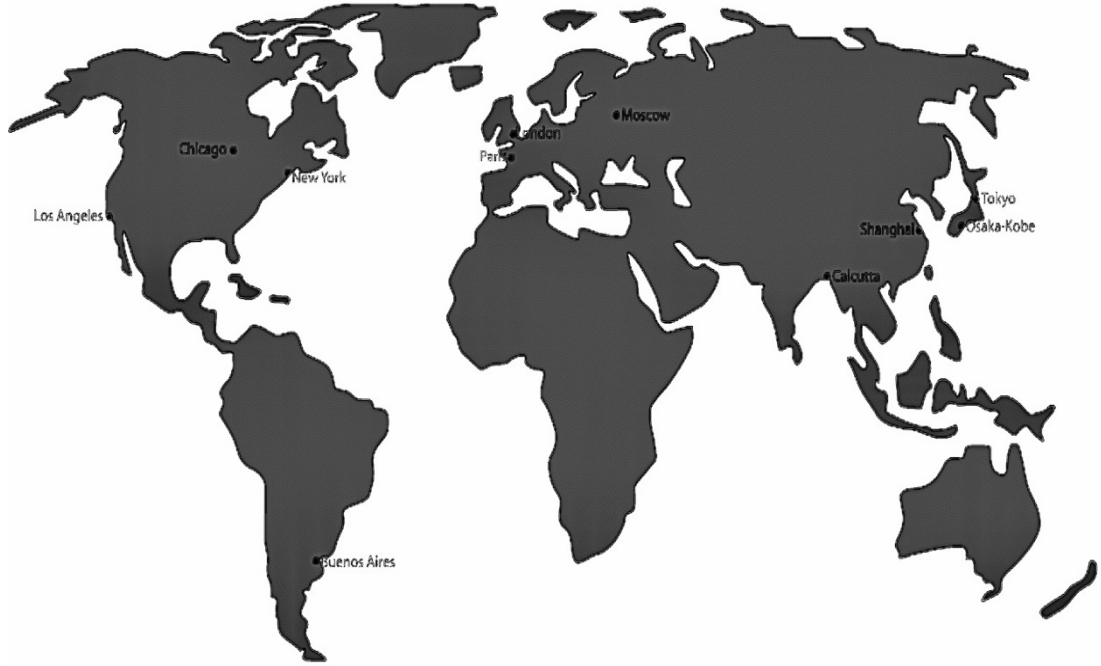 Moscow
London
Chicago
Paris
New York
Tokyo
Los Angeles
Osaka-Kobe
Shanghai
Calcutta
Buenos Aires